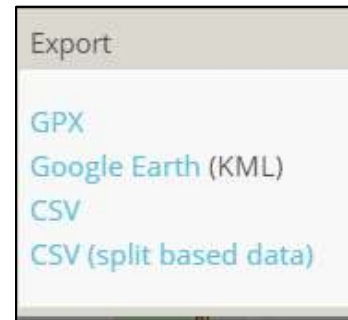 Export
GPX
Google Earth (KML)
CSV
CSV (split based data)